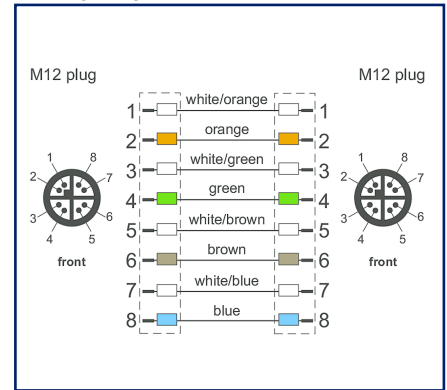 M12 plug M12 plug
1 white/orange 1
2 orange 2
3 white/green 3
4 green 4
5 white/brown 5
6 brown 6
7 white/blue 7
8 blue 8
1 8
2 7
3 6
4 5
front
1 8
2 7
3 6
4 5
front